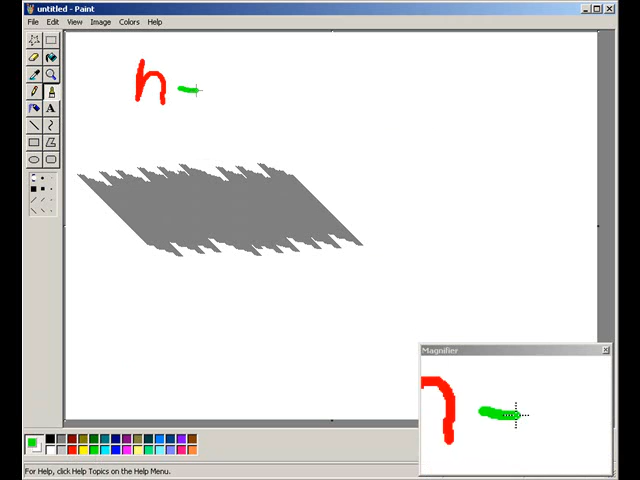 untitled - Paint
File Edit View Image Colors Help
h
A
Magnifier
For Help, click Help Topics on the Help Menu.